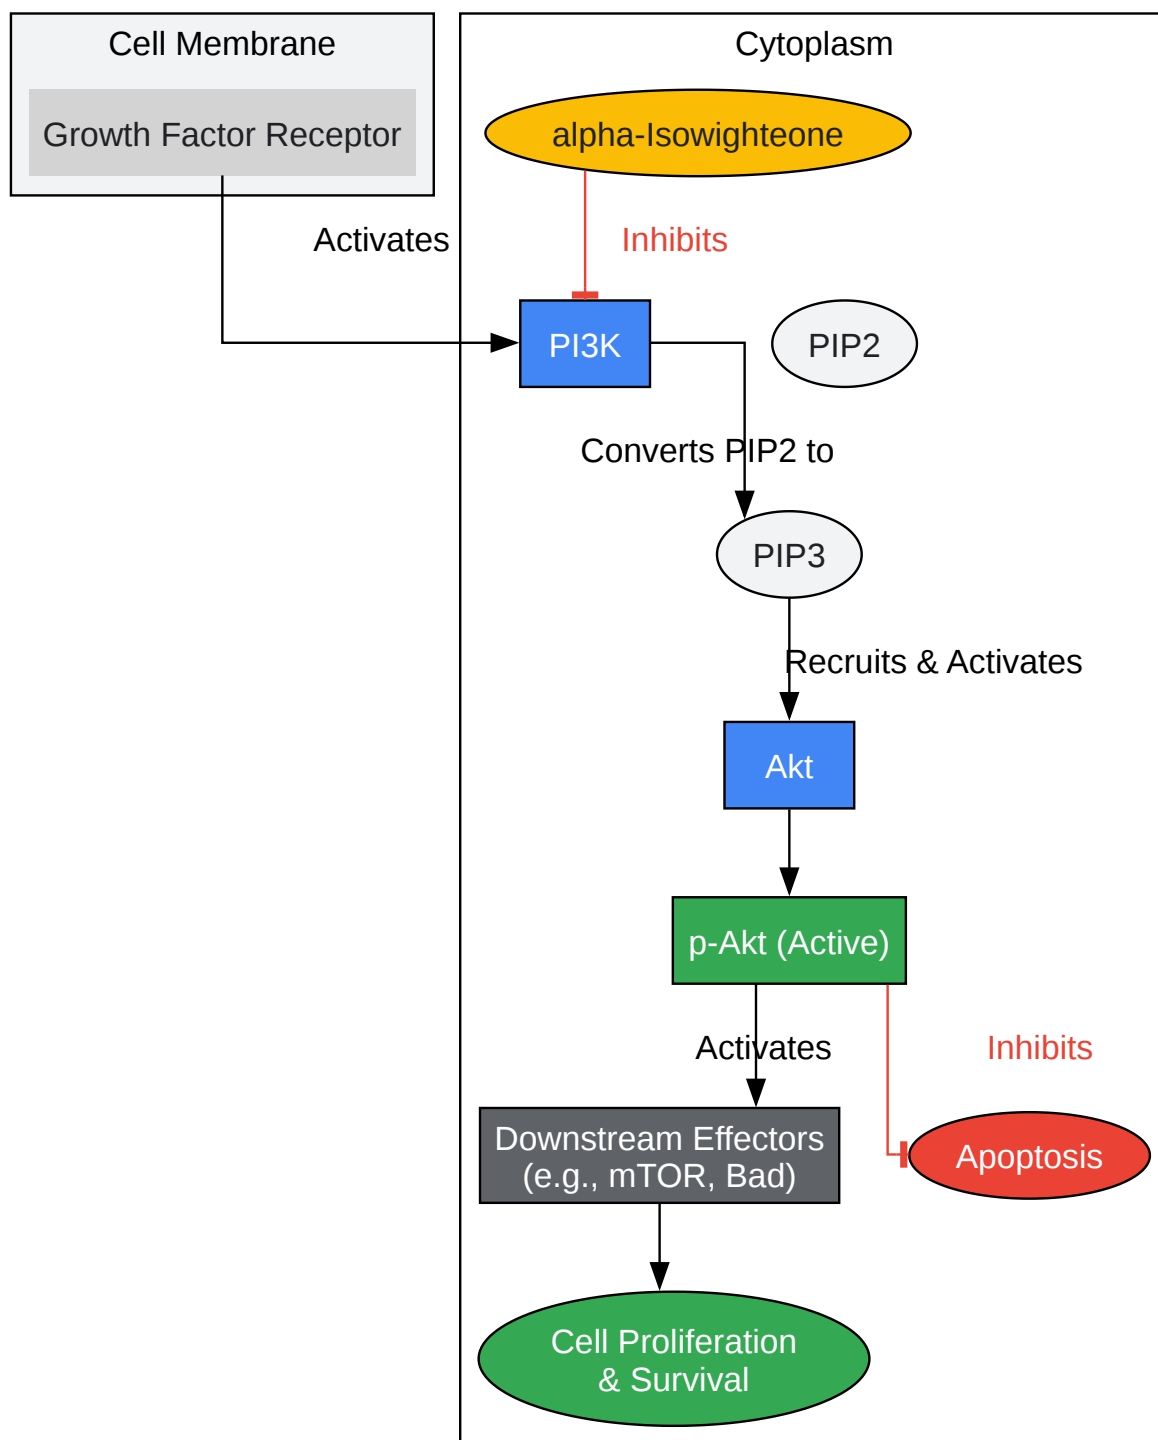 Cell Membrane
Cytoplasm
Growth Factor Receptor
alpha-Isowighteone
Activates
Inhibits
PI3K
PIP2
Converts PIP2 to
PIP3
Recruits & Activates
Akt
p-Akt (Active)
Activates
Inhibits
Downstream Effectors
(e.g., mTOR, Bad)
Apoptosis
Cell Proliferation
& Survival